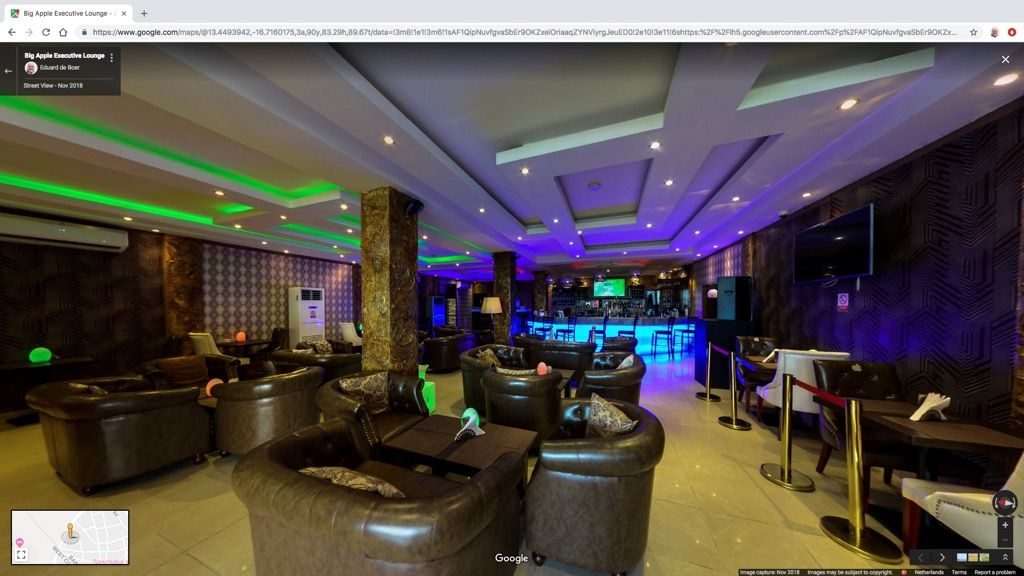 Big Apple Executive Lounge -
https://www.google.com/maps/@13.4493942,-16.7160175,3a,90y,83.29h,89.67t/data=!3m8!1e1!3m6!1sAF1QipNuvfgvaSbEr9OKZxeiOriaaqZYNViyrgJeuED0!2e10!3e11!6shttps:%2F%2Flh5.googleusercontent.com%2Fp%2FAF1QipNuvfgvaSbEr9OKZx...
Big Apple Executive Lounge
Eduard de Boer
Street View - Nov 2018
Google
Image capture: Nov 2018 Images may be subject to copyright. Netherlands Terms Report a problem